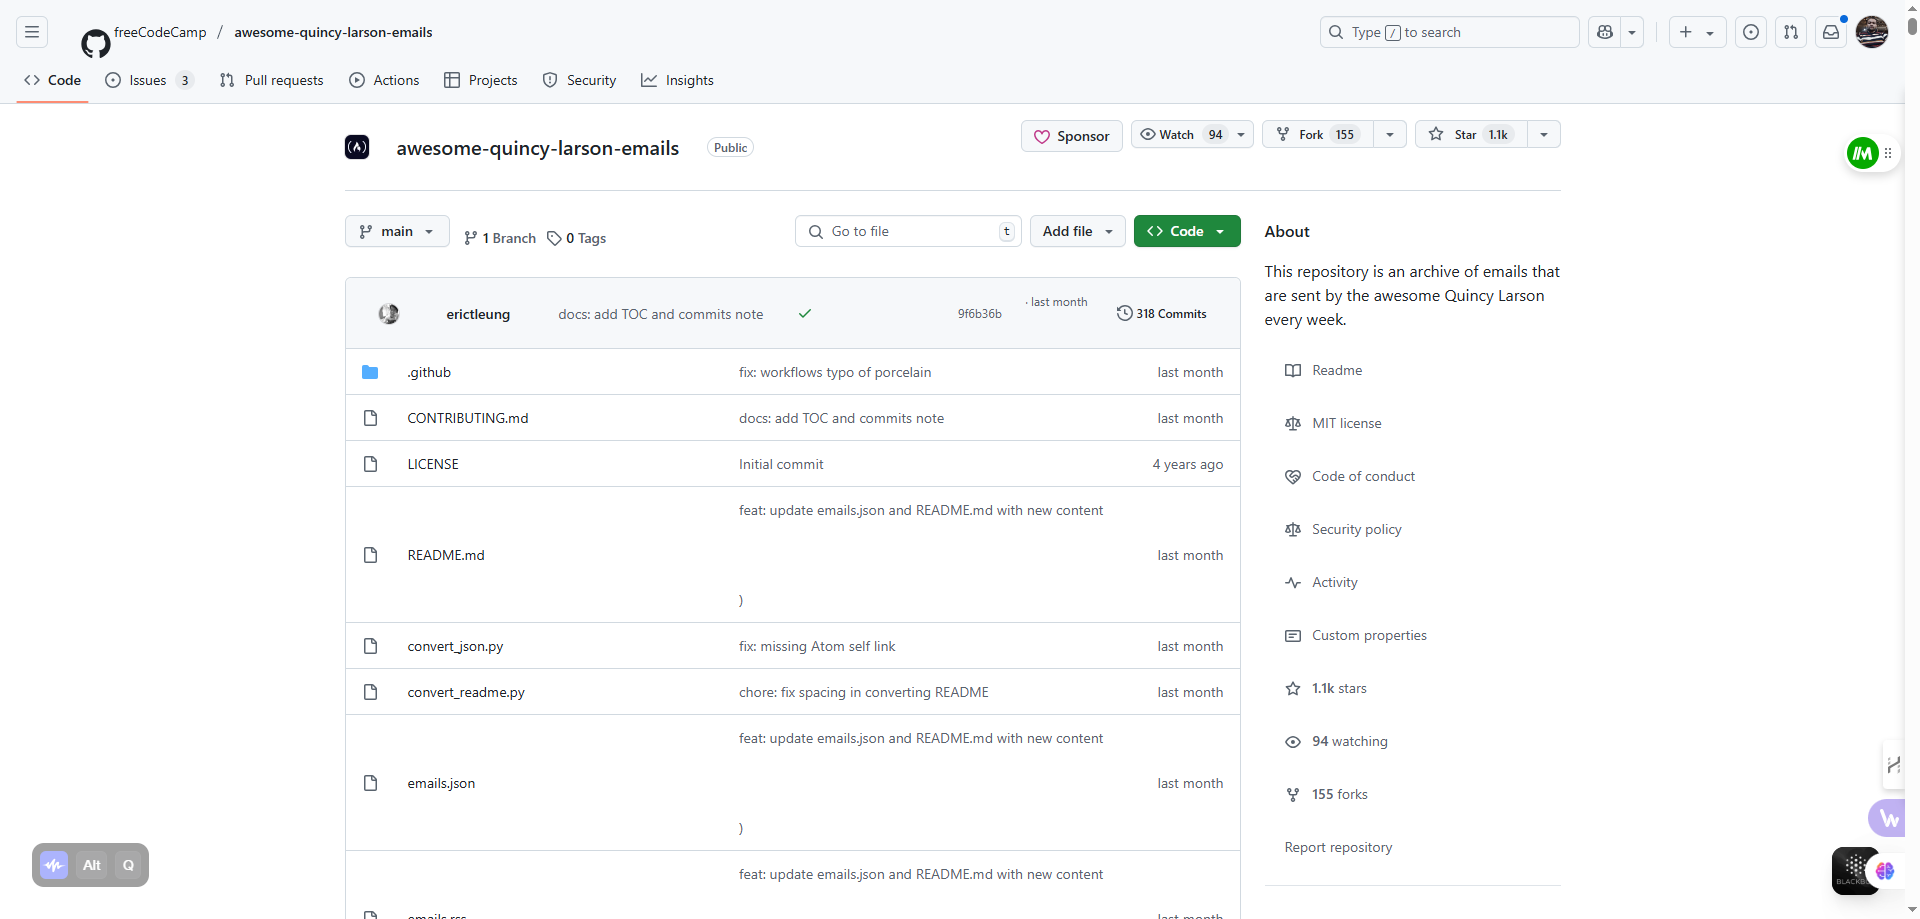 freeCodeCamp / awesome-quincy-larson-emails
Type / to search
Code Issues 3 Pull requests Actions Projects Security Insights
awesome-quincy-larson-emails Public
Sponsor Watch 94 Fork 155 Star 1.1k
main 1 Branch 0 Tags Go to file t Add file Code
erictleung docs: add TOC and commits note 9f6b36b · last month 318 Commits
.github fix: workflows typo of porcelain last month
CONTRIBUTING.md docs: add TOC and commits note last month
LICENSE Initial commit 4 years ago
feat: update emails.json and README.md with new content
README.md last month
)
convert_json.py fix: missing Atom self link last month
convert_readme.py chore: fix spacing in converting README last month
feat: update emails.json and README.md with new content
emails.json last month
)
feat: update emails.json and README.md with new content
emails.rss last month
About
This repository is an archive of emails that
are sent by the awesome Quincy Larson
every week.
Readme
MIT license
Code of conduct
Security policy
Activity
Custom properties
1.1k stars
94 watching
155 forks
Report repository
Alt Q